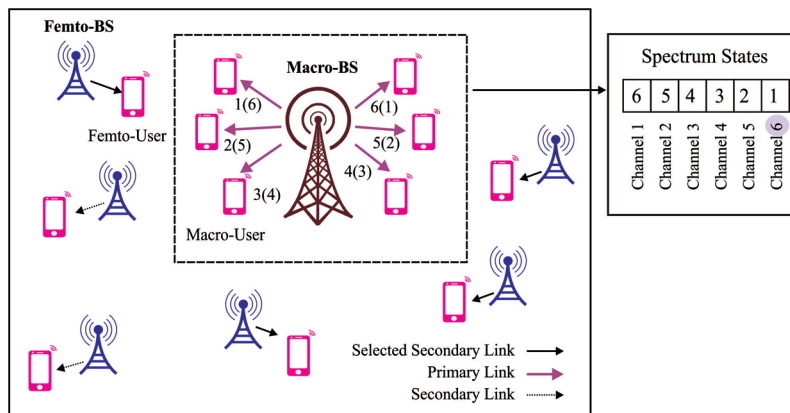 Femto-BS
Femto-User
Macro-BS
1(6)
6(1)
2(5)
5(2)
3(4)
4(3)
Macro-User
Selected Secondary Link
Primary Link
Secondary Link
Spectrum States
6 5 4 3 2 1
Channel 1
Channel 2
Channel 3
Channel 4
Channel 5
Channel 6